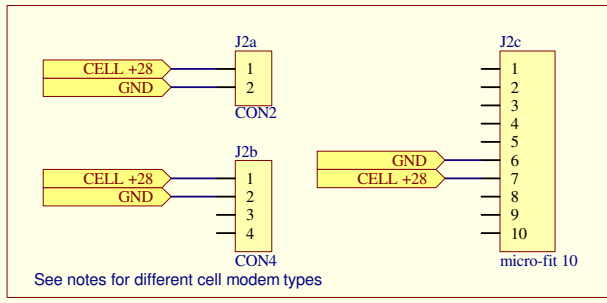 J2a
CELL +28 1
GND 2
CON2
J2b
CELL +28 1
GND 2
3
4
CON4
J2c
1
2
3
4
5
GND 6
CELL +28 7
8
9
10
micro-fit 10
See notes for different cell modem types